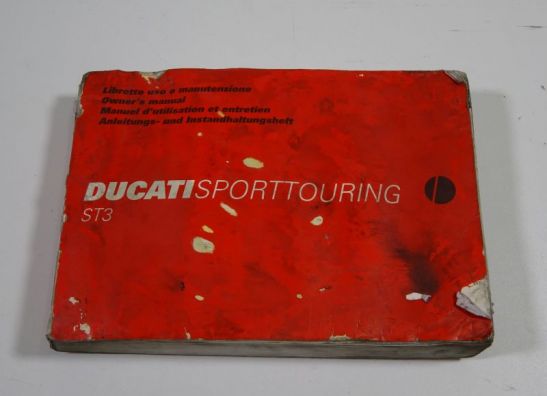 Libretto uso e manutenzione
Owner's manual
Manuel d'utilisation et entretien
Anleitungs- und Instandhaltungsheft
DUCATISPORTTOURING
ST3